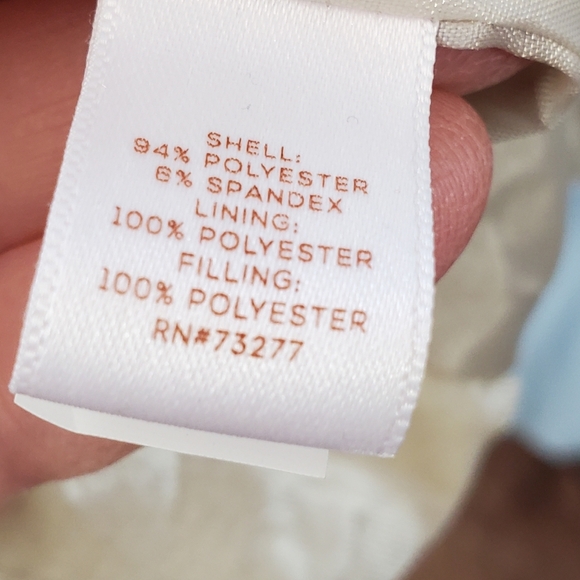 SHELL:
94% POLYESTER
6% SPANDEX
LINING:
100% POLYESTER
FILLING:
100% POLYESTER
RN#73277